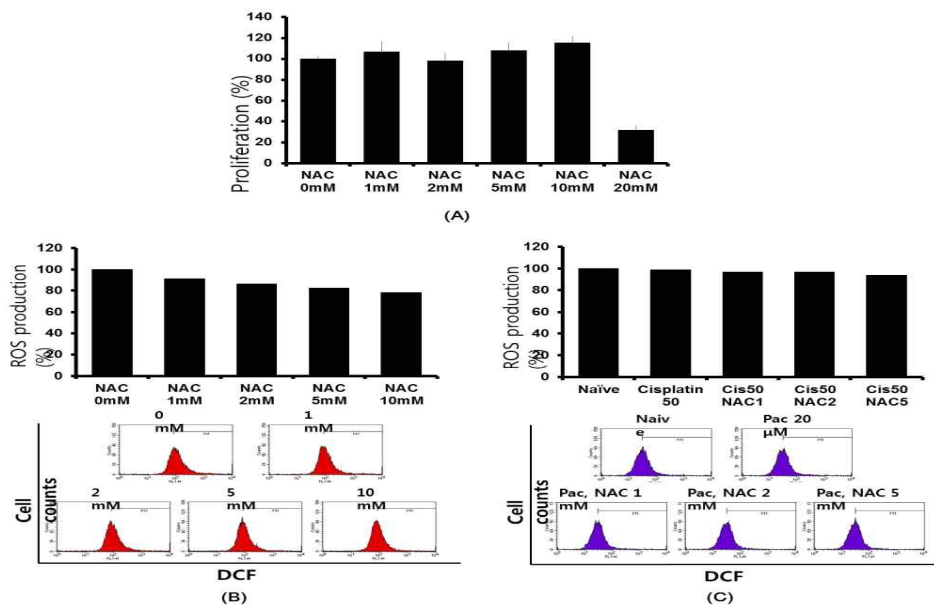 140
120
100
80
60
40
20
0
Proliferation (%)
NAC NAC NAC NAC NAC NAC
0mM 1mM 2mM 5mM 10mM 20mM
(A)
120
100
80
60
40
20
0
ROS production
(%)
NAC NAC NAC NAC NAC
0mM 1mM 2mM 5mM 10mM
0
mM
1
mM
2
mM
5
mM
10
mM
Cell
counts
DCF
(B)
120
100
80
60
40
20
0
ROS production
(%)
Naïve Cisplatin Cis50 Cis50 Cis50
50 NAC1 NAC2 NAC5
Naiv
e
Pac 20
µM
Pac, NAC 1
mM
Pac, NAC 2
mM
Pac, NAC 5
mM
Cell
counts
DCF
(C)